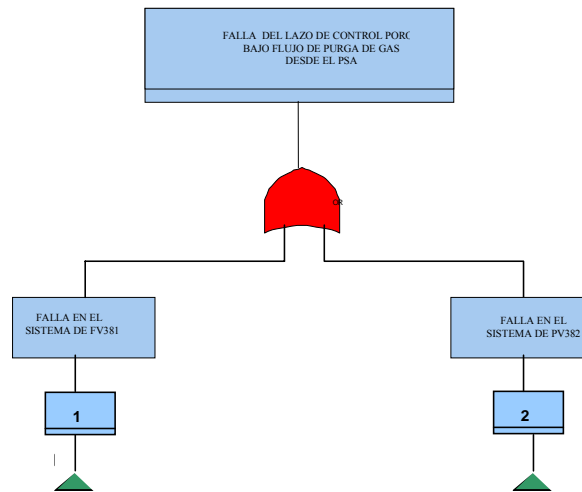 FALLA DEL LAZO DE CONTROL PORC
BAJO FLUJO DE PURGA DE GAS
DESDE EL PSA
OR
FALLA EN EL
SISTEMA DE FV381
FALLA EN EL
SISTEMA DE PV382
1
2